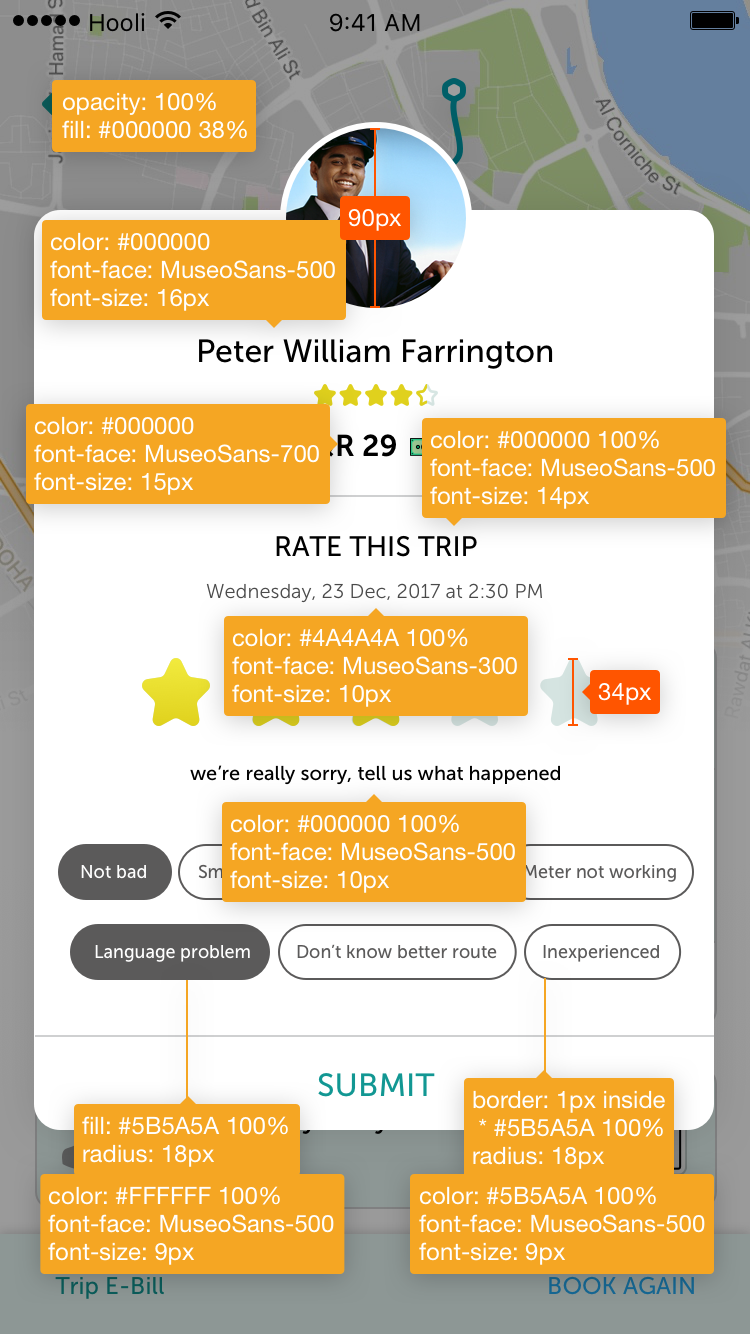 Hooli 9:41 AM
d Bin Ali St
Al Corniche St
opacity: 100%
fill: #000000 38%
90px
color: #000000
font-face: MuseoSans-500
font-size: 16px
Peter William Farrington
color: #000000
font-face: MuseoSans-700
font-size: 15px
R 29
color: #000000 100%
font-face: MuseoSans-500
font-size: 14px
DOHA
RATE THIS TRIP
Wednesday, 23 Dec, 2017 at 2:30 PM
color: #4A4A4A 100%
font-face: MuseoSans-300
font-size: 10px
34px
Rawdat
we’re really sorry, tell us what happened
color: #000000 100%
font-face: MuseoSans-500
font-size: 10px
Not bad
Sm
Meter not working
Language problem
Don’t know better route
Inexperienced
SUBMIT
fill: #5B5A5A 100%
radius: 18px
border: 1px inside
* #5B5A5A 100%
radius: 18px
color: #FFFFFF 100%
font-face: MuseoSans-500
font-size: 9px
color: #5B5A5A 100%
font-face: MuseoSans-500
font-size: 9px
Trip E-Bill
BOOK AGAIN